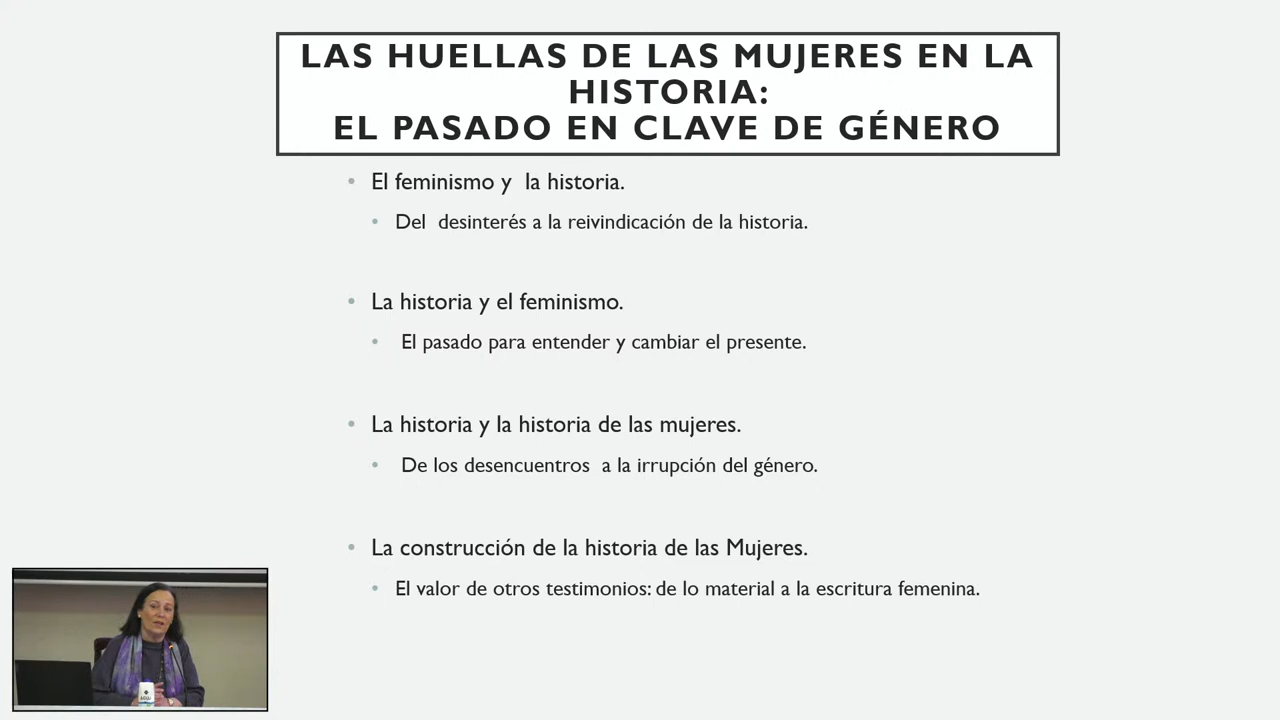 LAS HUELLAS DE LAS MUJERES EN LA
HISTORIA:
EL PASADO EN CLAVE DE GÉNERO
• El feminismo y la historia.
• Del desinterés a la reivindicación de la historia.
• La historia y el feminismo.
• El pasado para entender y cambiar el presente.
• La historia y la historia de las mujeres.
• De los desencuentros a la irrupción del género.
• La construcción de la historia de las Mujeres.
• El valor de otros testimonios: de lo material a la escritura femenina.